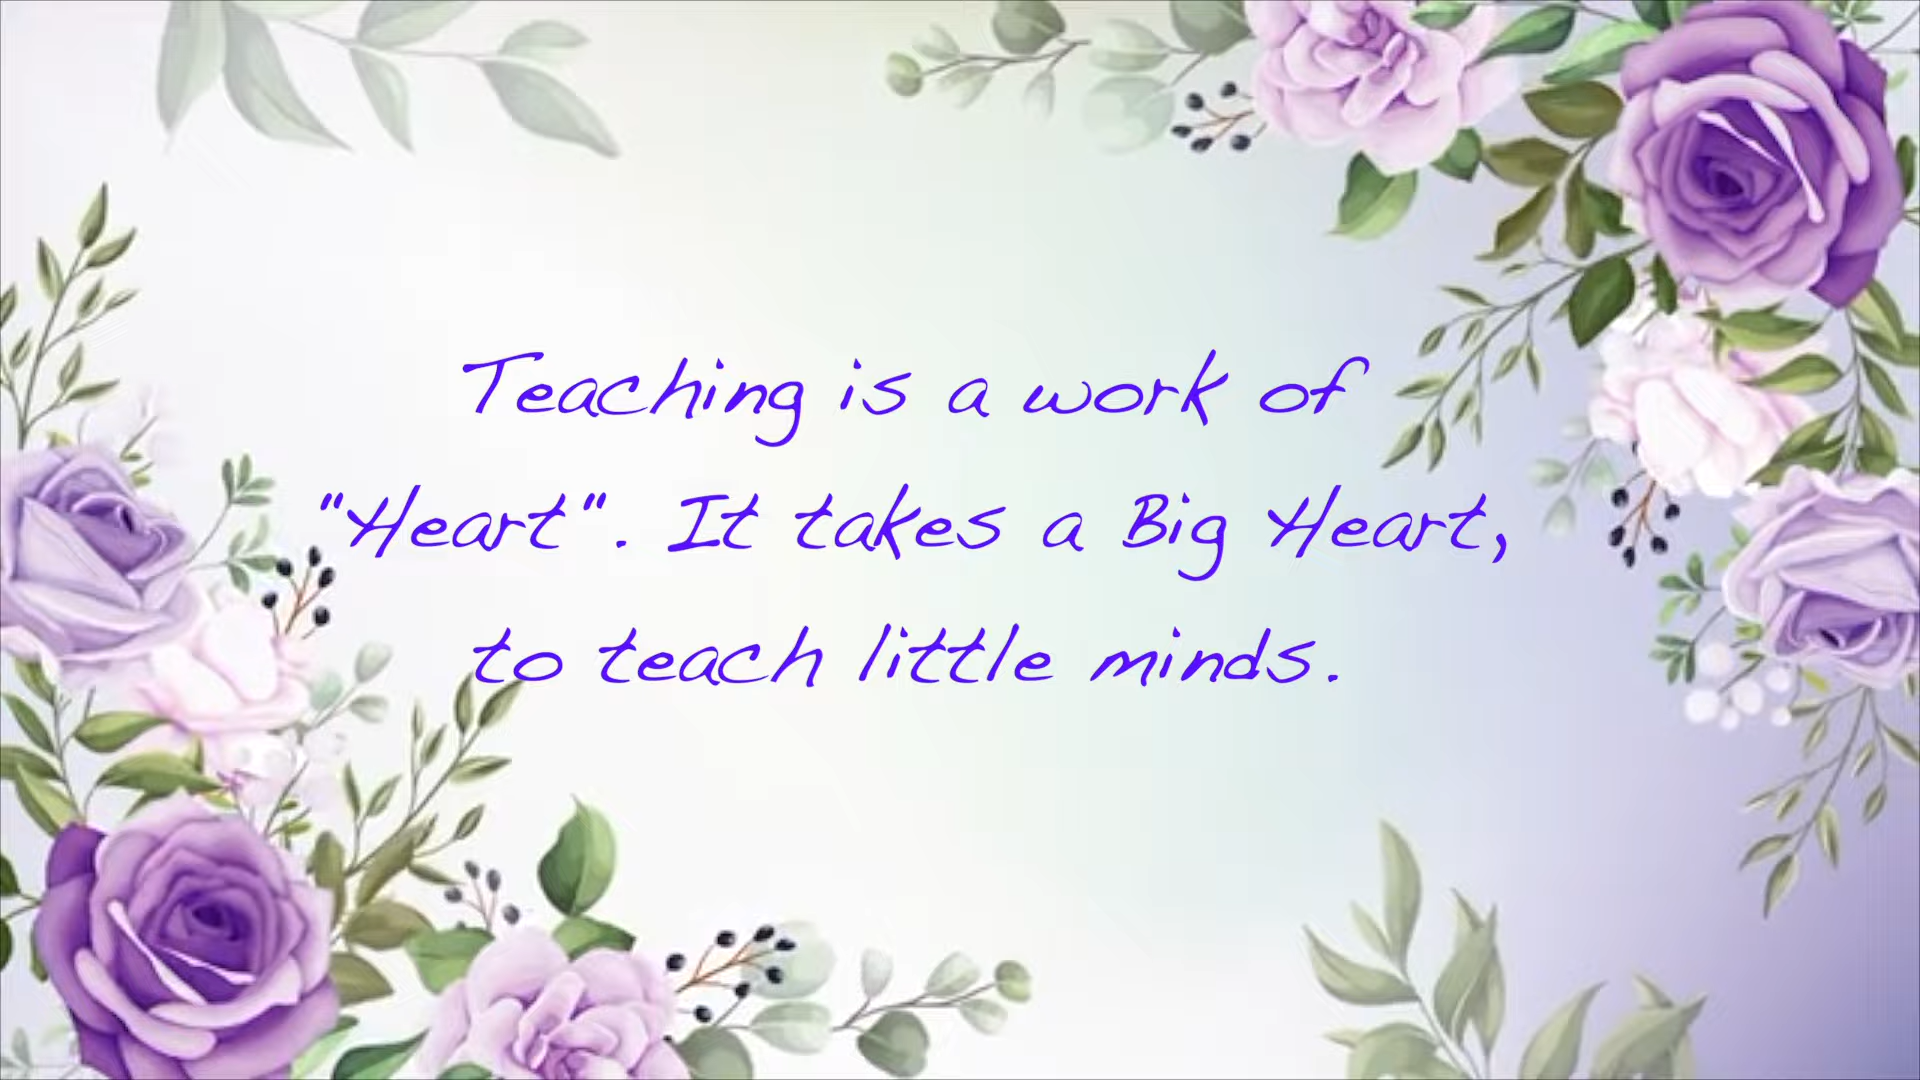 Teaching is a work of
"Heart". It takes a Big Heart,
to teach little minds.